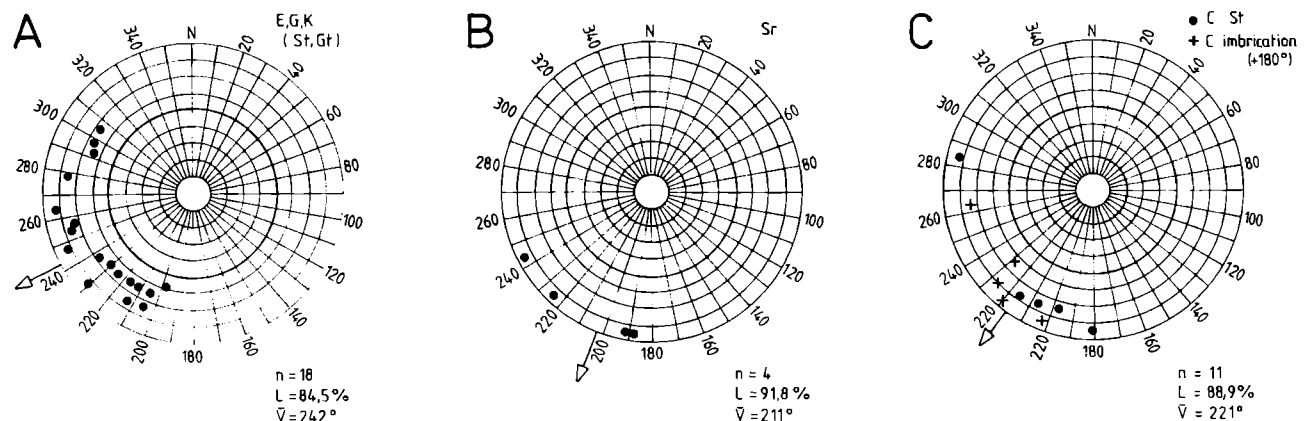 A
E,G,K
(St,Gt)
N
20
40
60
80
100
120
140
160
180
200
220
240
260
280
300
320
340
n = 18
L = 84,5%
V̄ = 242°
B
Sr
N
20
40
60
80
100
120
140
160
180
200
220
240
260
280
300
320
340
n = 4
L = 91,8%
V̄ = 211°
C
C St
C imbrication
(+180°)
N
20
40
60
80
100
120
140
160
180
220
220
240
260
280
300
320
340
n = 11
L = 88,9%
V̄ = 221°